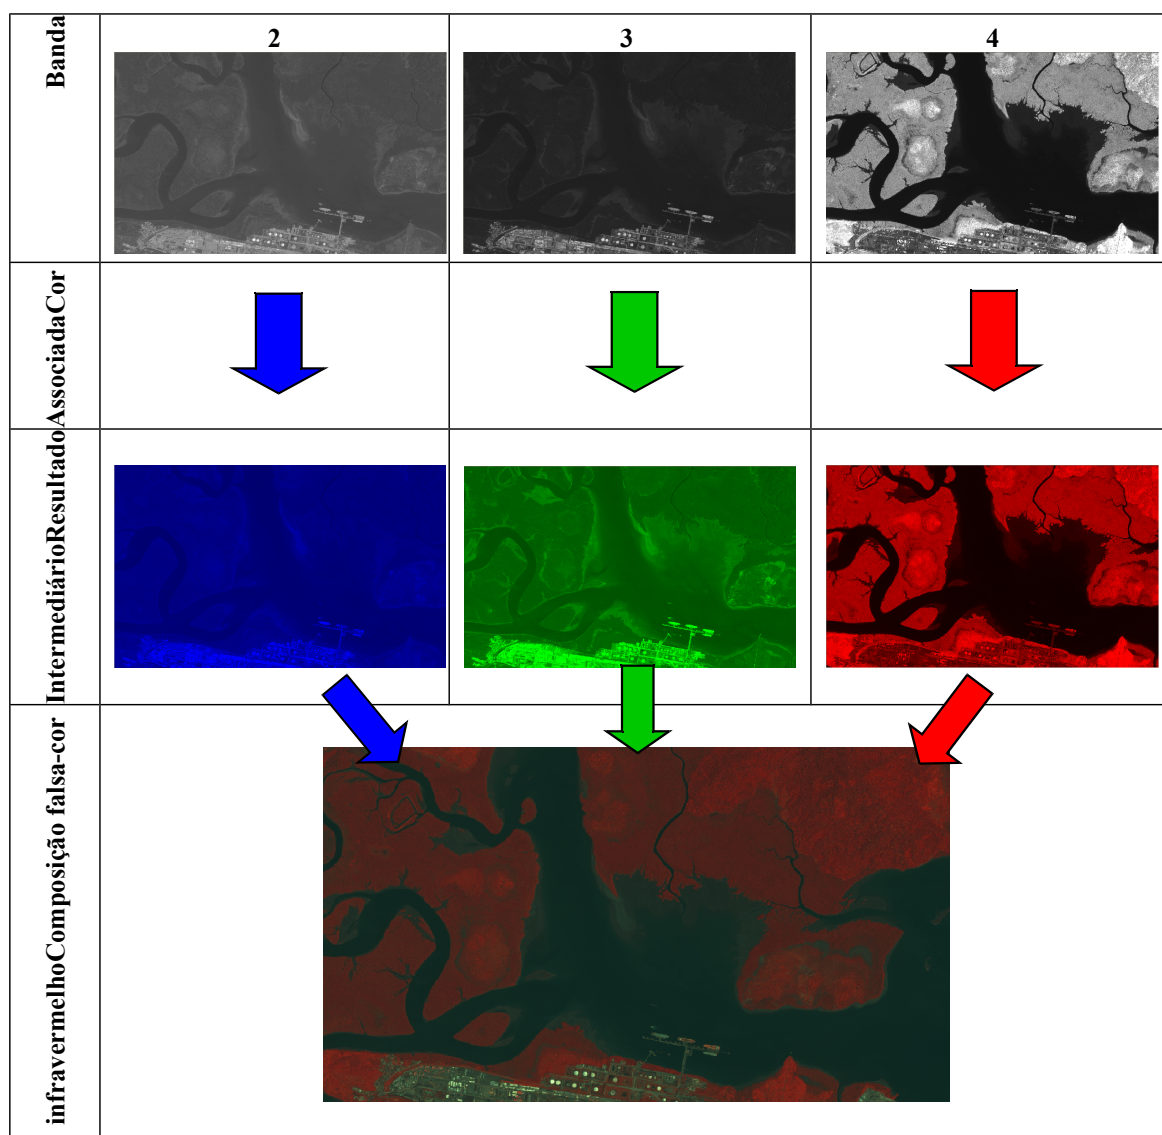 Banda
2
3
4
AssociadaCor
IntermediárioResultado
infravermelhoComposição falsa-cor